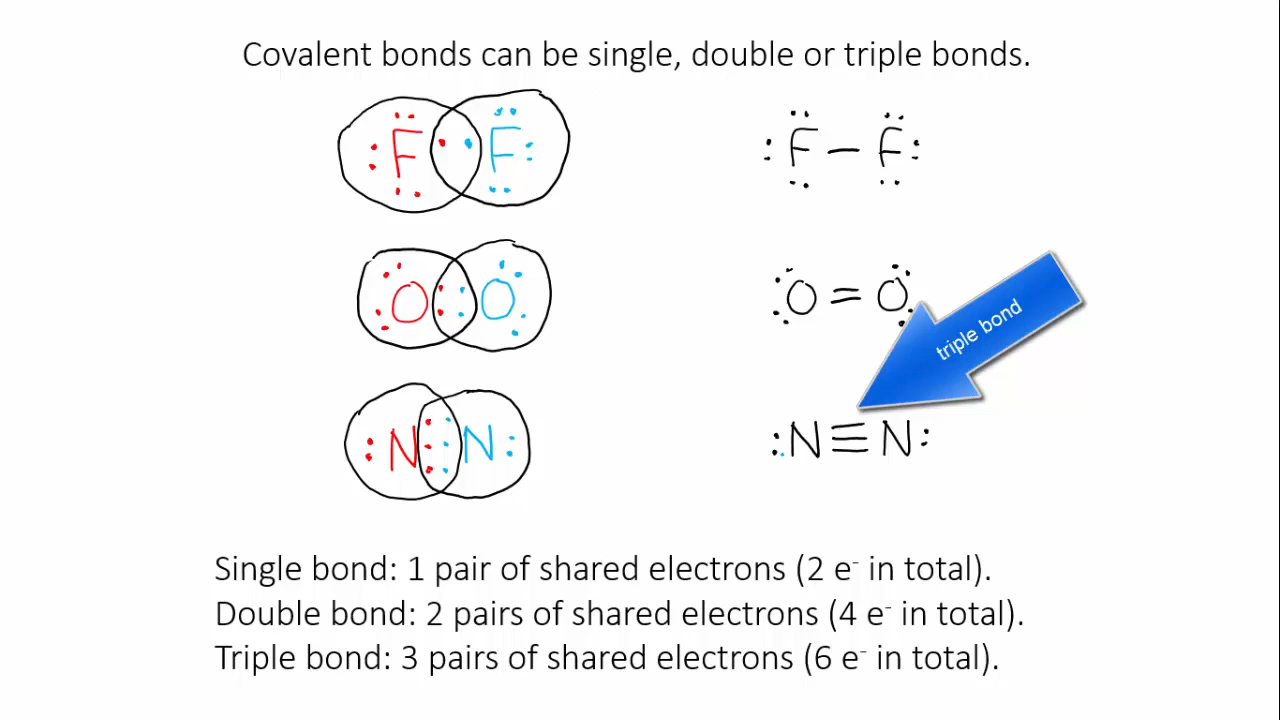 Covalent bonds can be single, double or triple bonds.
F F
F – F
O O
O = O
triple bond
N N
:N≡N:
Single bond: 1 pair of shared electrons (2 e⁻ in total).
Double bond: 2 pairs of shared electrons (4 e⁻ in total).
Triple bond: 3 pairs of shared electrons (6 e⁻ in total).